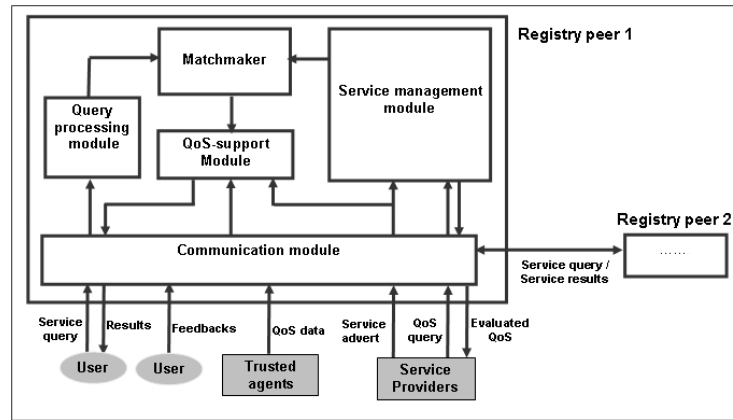 Registry peer 1
Matchmaker
Service management
module
Query
processing
module
QoS-support
Module
Communication module
Registry peer 2
......
Service query /
Service results
Service
query
Results
Feedbacks
QoS data
Service
advert
QoS
query
Evaluated
QoS
User
User
Trusted
agents
Service
Providers